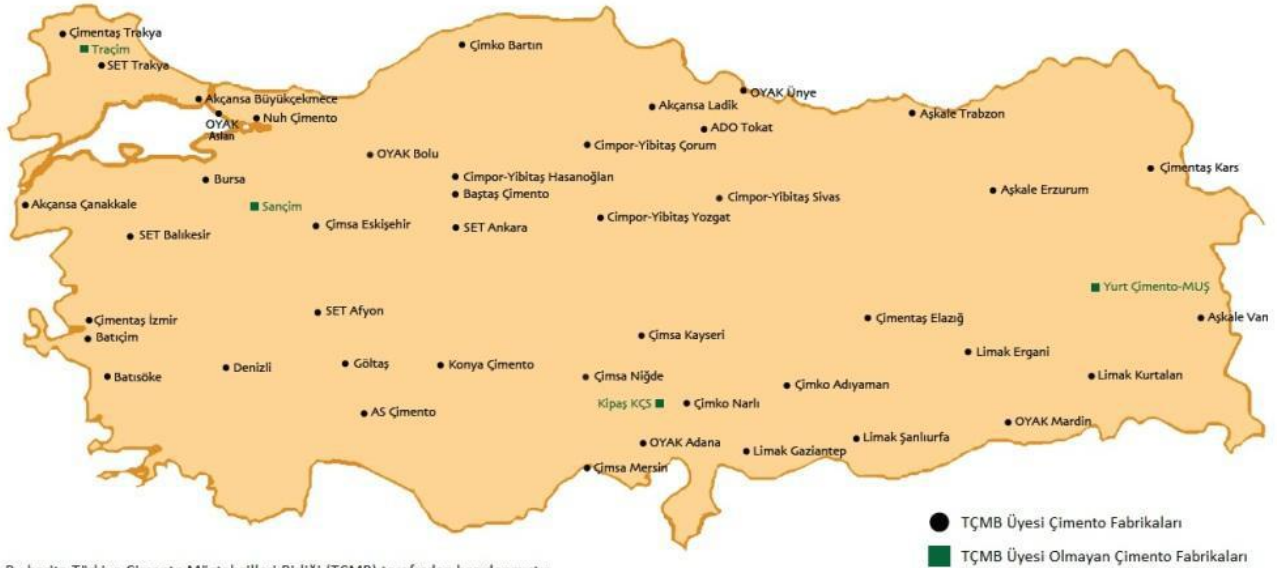 Çimentaş Trakya
Traçim
SET Trakya
Çimko Bartın
Akçansa Büyükçekmece
OYAK
Aslan
Nuh Çimento
OYAK Ünye
Akçansa Ladik
ADO Tokat
Aşkale Trabzon
Cimpor-Yibitaş Çorum
OYAK Bolu
Çimentaş Kars
Bursa
Cimpor-Yibitaş Hasanoğlan
Baştaş Çimento
Cimpor-Yibitaş Sivas
Aşkale Erzurum
Akçansa Çanakkale
Sançim
Çimsa Eskişehir
SET Ankara
Cimpor-Yibitaş Yozgat
SET Balıkesir
Yurt Çimento-MUŞ
SET Afyon
Çimentaş İzmir
Batıçim
Çimentaş Elazığ
Aşkale Van
Çimsa Kayseri
Limak Ergani
Batısöke
Denizli
Göltaş
Konya Çimento
Çimsa Niğde
Çimko Adıyaman
Limak Kurtalan
Kipaş KÇS
Çimko Narlı
AS Çimento
OYAK Mardin
OYAK Adana
Limak Gaziantep
Limak Şanlıurfa
Çimsa Mersin
TÇMB Üyesi Çimento Fabrikaları
TÇMB Üyesi Olmayan Çimento Fabrikaları